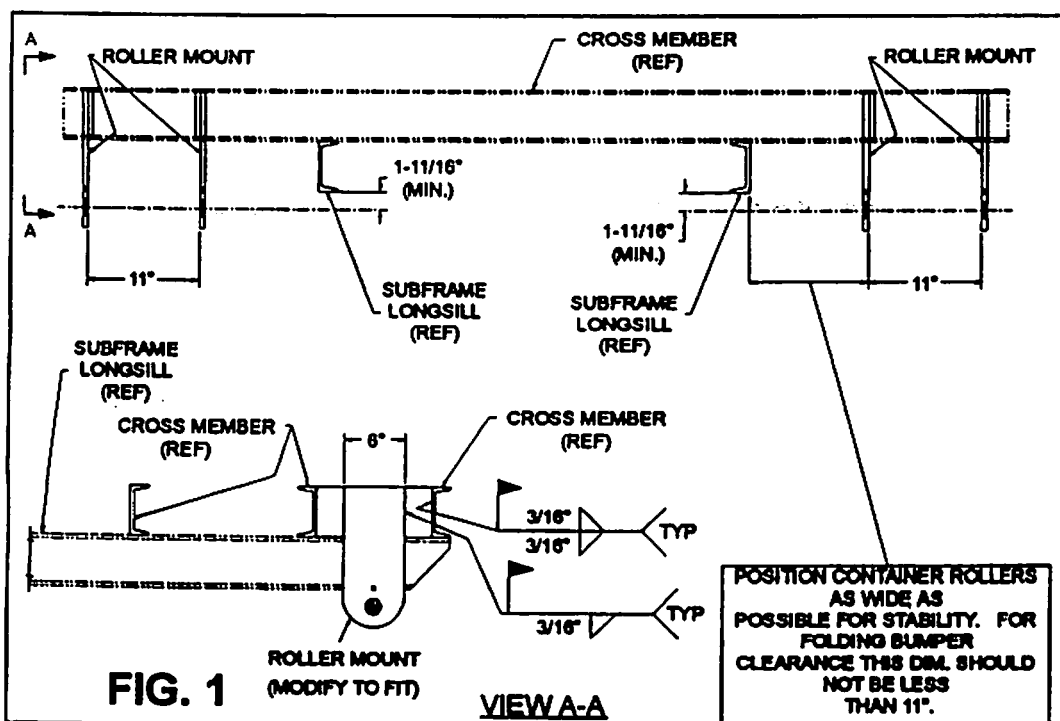 A
ROLLER MOUNT
CROSS MEMBER
(REF)
ROLLER MOUNT
1-11/16"
(MIN.)
A
1-11/16"
(MIN.)
11"
11"
SUBFRAME
LONGSILL
(REF)
SUBFRAME
LONGSILL
(REF)
SUBFRAME
LONGSILL
(REF)
CROSS MEMBER
(REF)
6"
CROSS MEMBER
(REF)
3/16"
3/16"
TYP
3/16"
TYP
POSITION CONTAINER ROLLERS
AS WIDE AS
POSSIBLE FOR STABILITY. FOR
FOLDING BUMPER
CLEARANCE THIS DIM. SHOULD
NOT BE LESS
THAN 11".
ROLLER MOUNT
(MODIFY TO FIT)
FIG. 1
VIEW A-A